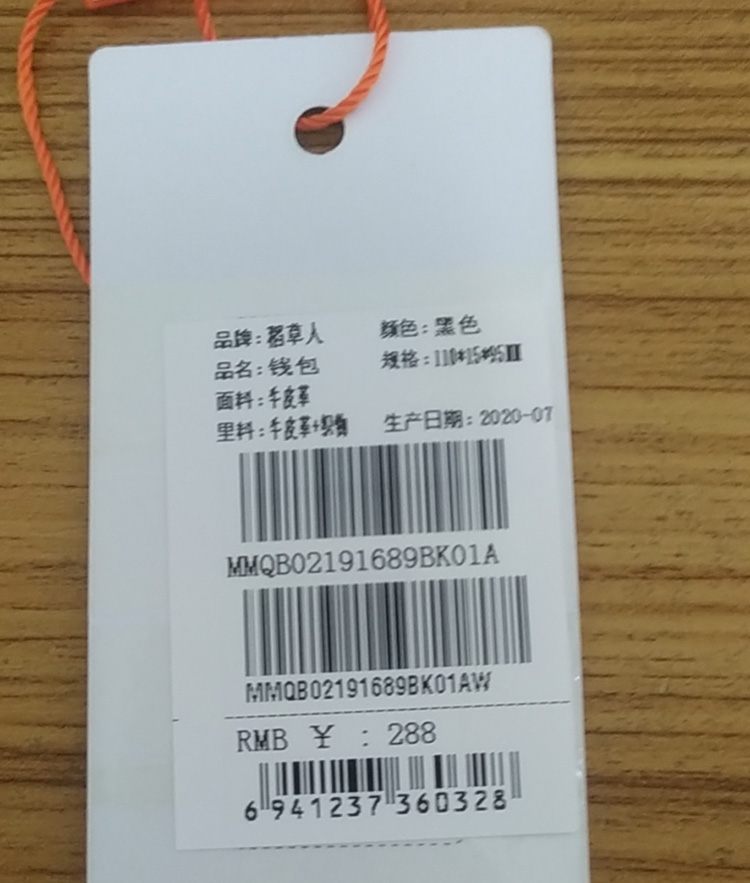 品牌：稻草人 颜色：黑色
品名：钱包 规格：110*15*95MM
面料：牛皮革
里料：牛皮革+织物 生产日期：2020-07
MMQB02191689BK01A
MMQB02191689BK01AW
RMB ￥ : 288
6 941237 360328